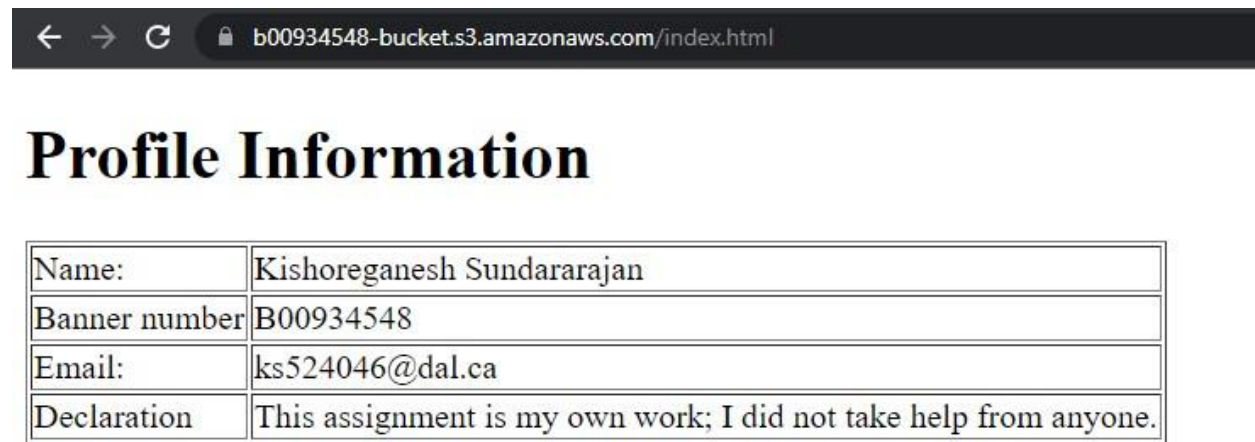 b00934548-bucket.s3.amazonaws.com/index.html
Profile Information
Name: Kishoreganesh Sundararajan
Banner number B00934548
Email: ks524046@dal.ca
Declaration This assignment is my own work; I did not take help from anyone.